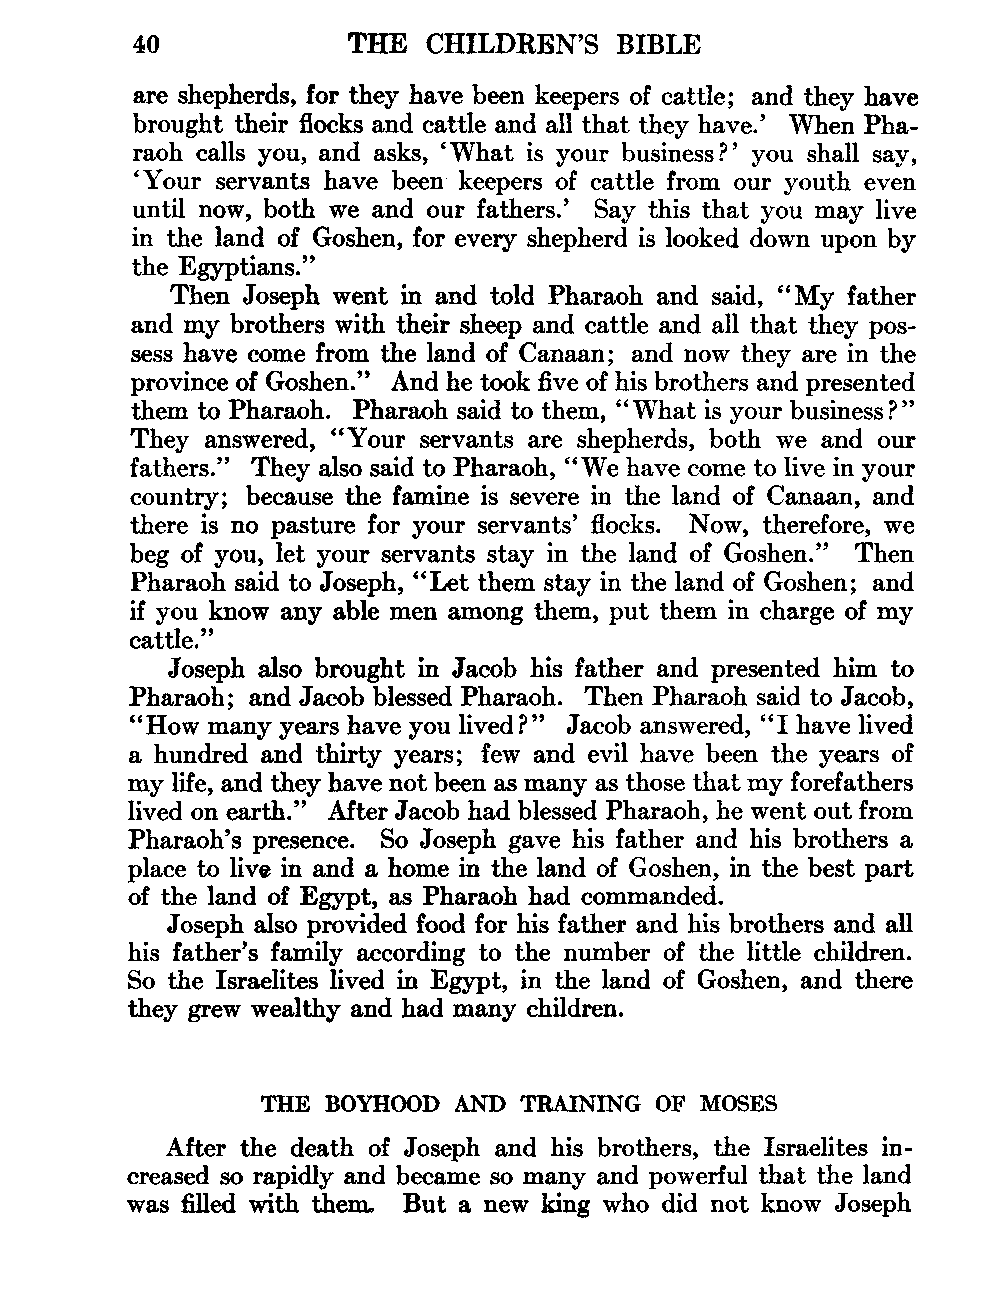 40 THE CHILDREN'S BIBLE
are shepherds, for they have been keepers of cattle; and they have
brought their flocks and cattle and all that they have.' When Pha-
raoh calls you, and asks, 'What is your business?' you shall say,
'Your servants have been keepers of cattle from our youth even
until now, both we and our fathers.' Say this that you may live
in the land of Goshen, for every shepherd is looked down upon by
the Egyptians."
Then Joseph went in and told Pharaoh and said, "My father
and my brothers with their sheep and cattle and all that they pos-
sess have come from the land of Canaan; and now they are in the
province of Goshen." And he took five of his brothers and presented
them to Pharaoh. Pharaoh said to them, "What is your business?"
They answered, "Your servants are shepherds, both we and our
fathers." They also said to Pharaoh, "We have come to live in your
country; because the famine is severe in the land of Canaan, and
there is no pasture for your servants' flocks. Now, therefore, we
beg of you, let your servants stay in the land of Goshen." Then
Pharaoh said to Joseph, "Let them stay in the land of Goshen; and
if you know any able men among them, put them in charge of my
cattle."
Joseph also brought in Jacob his father and presented him to
Pharaoh; and Jacob blessed Pharaoh. Then Pharaoh said to Jacob,
"How many years have you lived?" Jacob answered, "I have lived
a hundred and thirty years; few and evil have been the years of
my life, and they have not been as many as those that my forefathers
lived on earth." After Jacob had blessed Pharaoh, he went out from
Pharaoh's presence. So Joseph gave his father and his brothers a
place to live in and a home in the land of Goshen, in the best part
of the land of Egypt, as Pharaoh had commanded.
Joseph also provided food for his father and his brothers and all
his father's family according to the number of the little children.
So the Israelites lived in Egypt, in the land of Goshen, and there
they grew wealthy and had many children.
THE BOYHOOD AND TRAINING OF MOSES
After the death of Joseph and his brothers, the Israelites in-
creased so rapidly and became so many and powerful that the land
was filled with them. But a new king who did not know Joseph